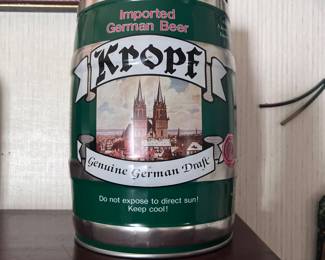 Imported
German Beer
Kropf
Genuine German Draft
Do not expose to direct sun!
Keep cool!